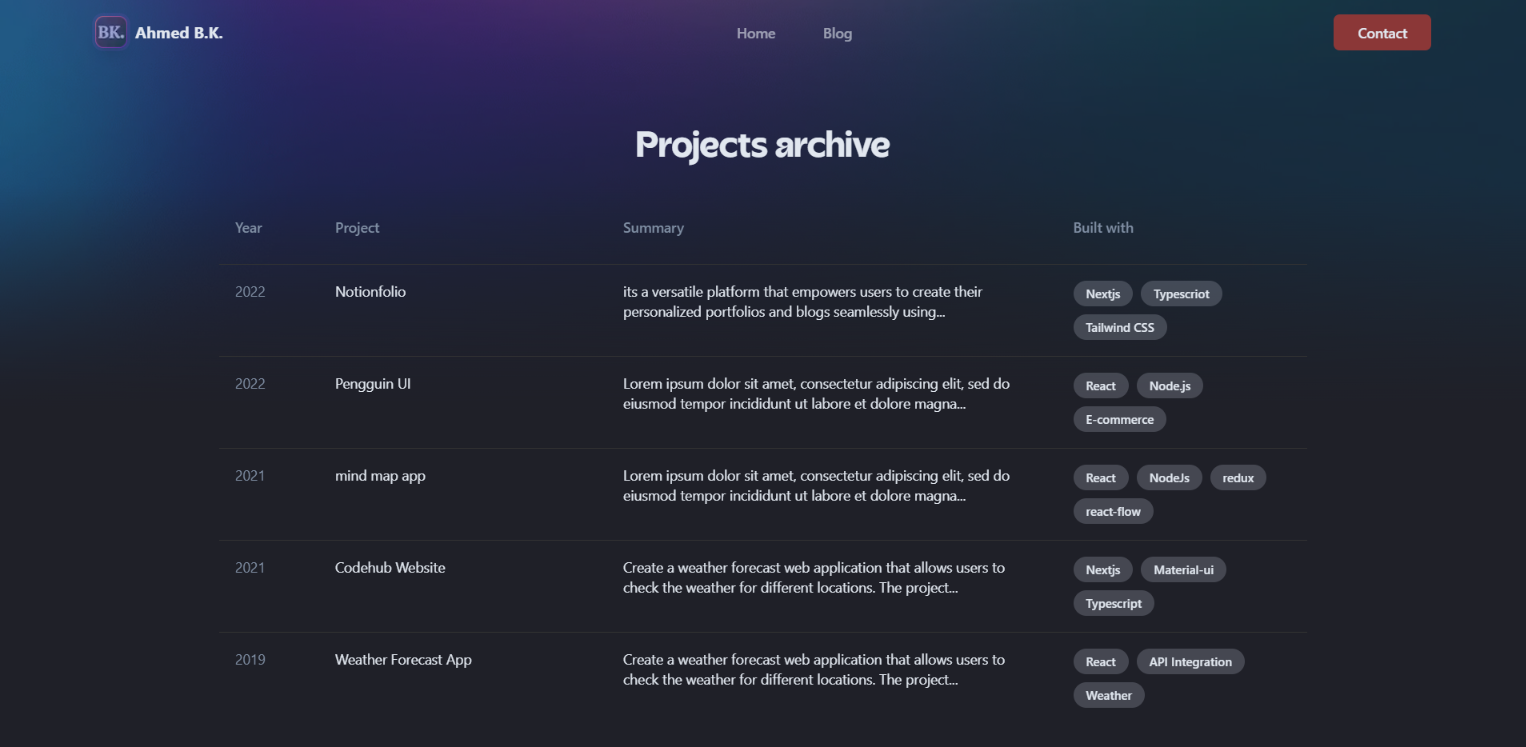 BK. Ahmed B.K. Home Blog Contact
Projects archive
Year Project Summary Built with
2022 Notionfolio its a versatile platform that empowers users to create their Nextjs Typescriot
personalized portfolios and blogs seamlessly using...
Tailwind CSS
2022 Pengguin UI Lorem ipsum dolor sit amet, consectetur adipiscing elit, sed do React Node.js
eiusmod tempor incididunt ut labore et dolore magna...
E-commerce
2021 mind map app Lorem ipsum dolor sit amet, consectetur adipiscing elit, sed do React NodeJs redux
eiusmod tempor incididunt ut labore et dolore magna...
react-flow
2021 Codehub Website Create a weather forecast web application that allows users to Nextjs Material-ui
check the weather for different locations. The project...
Typescript
2019 Weather Forecast App Create a weather forecast web application that allows users to React API Integration
check the weather for different locations. The project...
Weather